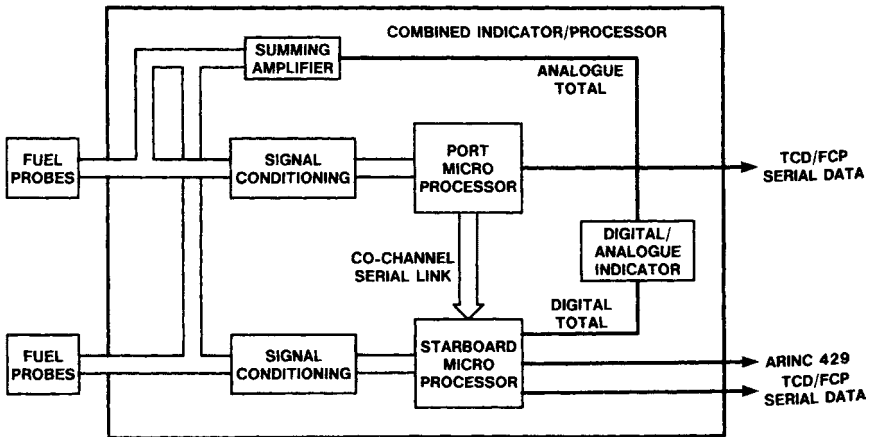 COMBINED INDICATOR/PROCESSOR
SUMMING
AMPLIFIER
ANALOGUE
TOTAL
FUEL
PROBES
SIGNAL
CONDITIONING
PORT
MICRO
PROCESSOR
TCD/FCP
SERIAL DATA
CO-CHANNEL
SERIAL LINK
DIGITAL/
ANALOGUE
INDICATOR
DIGITAL
TOTAL
FUEL
PROBES
SIGNAL
CONDITIONING
STARBOARD
MICRO
PROCESSOR
ARINC 429
TCD/FCP
SERIAL DATA